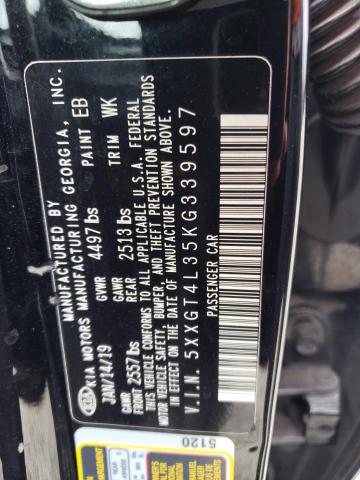 MANUFACTURED BY
KIA MOTORS MANUFACTURING GEORGIA, INC.
JAN/14/19 GVWR 4497 lbs PAINT EB
GAWR FRONT 2557 lbs GAWR REAR 2513 lbs TRIM WK
THIS VEHICLE CONFORMS TO ALL APPLICABLE U.S.A. FEDERAL
MOTOR VEHICLE SAFETY, BUMPER, AND THEFT PREVENTION STANDARDS
IN EFFECT ON THE DATE OF MANUFACTURE SHOWN ABOVE.
V.I.N. 5XXGT4L35KG339597
PASSENGER CAR
5120